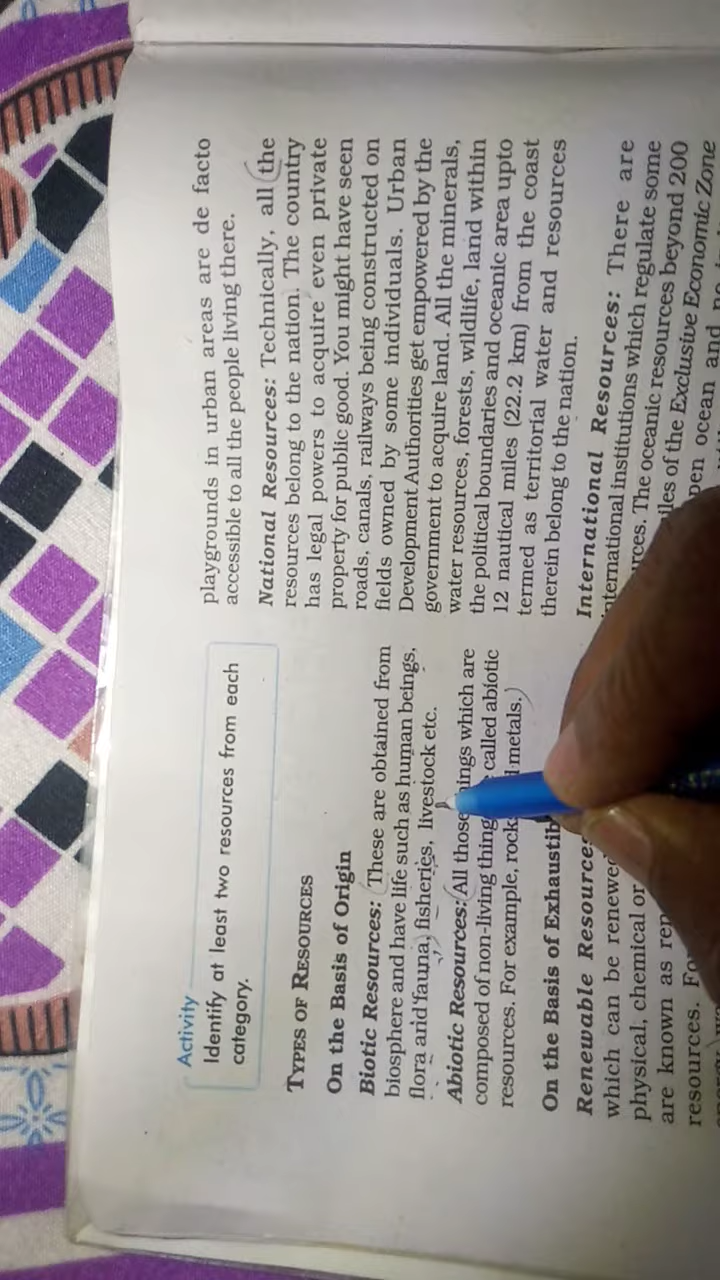 Activity
Identify at least two resources from each
category.
TYPES OF RESOURCES
On the Basis of Origin
Biotic Resources: These are obtained from
biosphere and have life such as human beings,
flora and fauna, fisheries, livestock etc.
Abiotic Resources: All those things which are
composed of non-living things called abiotic
resources. For example, rocks metals.
On the Basis of
Renewable Resources
which can be renewed
physical, chemical or
are known as
resources.
playgrounds in urban areas are de facto
accessible to all the people living there.
National Resources: Technically, all the
resources belong to the nation. The country
has legal powers to acquire even private
property for public good. You might have seen
roads, canals, railways being constructed on
fields owned by some individuals. Urban
Development Authorities get empowered by the
government to acquire land. All the minerals,
water resources, forests, wildlife, land within
the political boundaries and oceanic area upto
12 nautical miles (22.2 km) from the coast
termed as territorial water and resources
therein belong to the nation.
International Resources: There are
international institutions which regulate some
The oceanic resources beyond 200
of the Exclusive Economic Zone
ocean and no